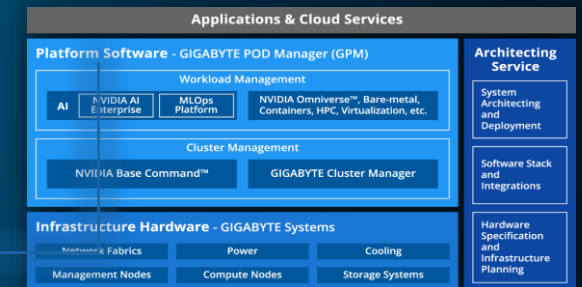 Applications & Cloud Services
Platform Software - GIGABYTE POD Manager (GPM)
Workload Management
AI
NVIDIA AI
Enterprise
MLOps
Platform
NVIDIA Omniverse™, Bare-metal,
Containers, HPC, Virtualization, etc.
Cluster Management
NVIDIA Base Command™
GIGABYTE Cluster Manager
Infrastructure Hardware - GIGABYTE Systems
Network Fabrics
Power
Cooling
Management Nodes
Compute Nodes
Storage Systems
Architecting
Service
System
Architecting
and
Deployment
Software Stack
and
Integrations
Hardware
Specification
and
Infrastructure
Planning